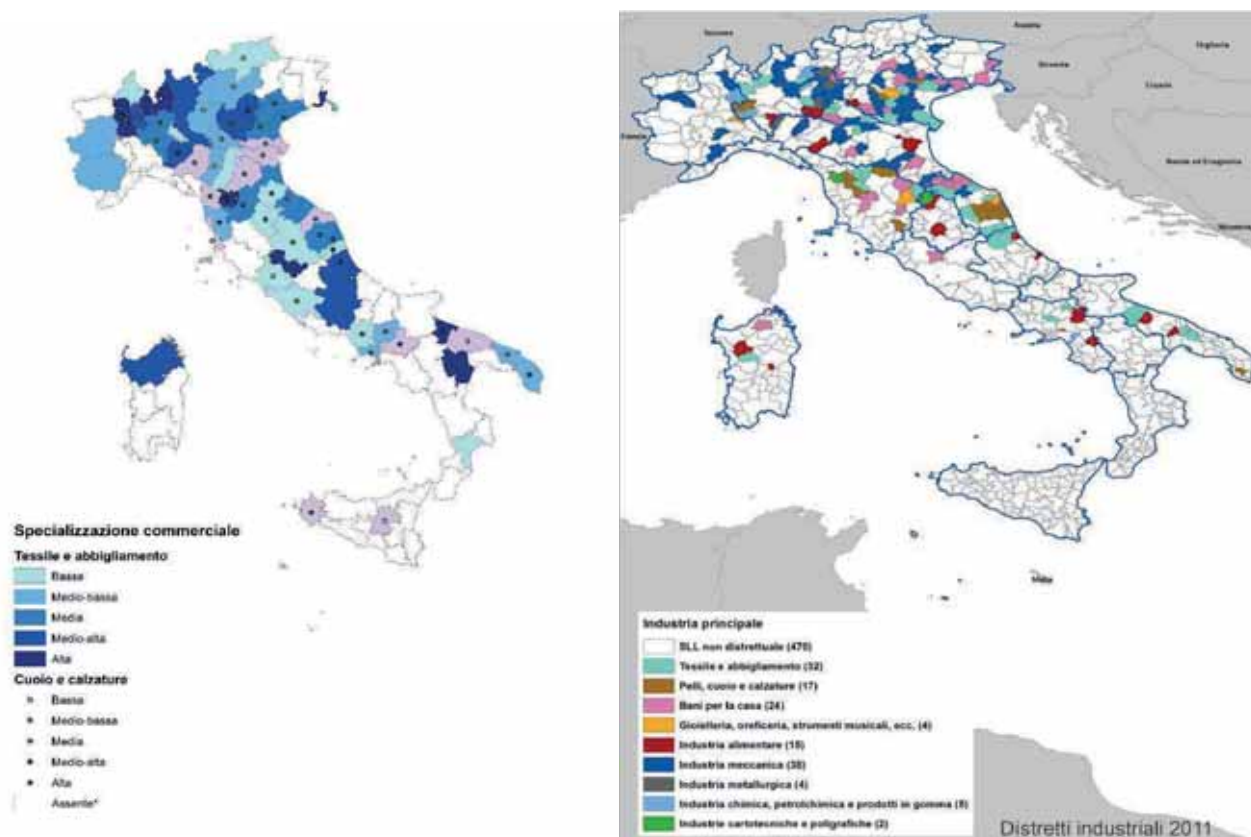 Specializzazione commerciale
Tessile e abbigliamento
Bassa
Medio-bassa
Media
Medio-alta
Alta
Cuoio e calzature
Bassa
Medio-bassa
Media
Medio-alta
Alta
Assente*
Svizzera
Austria
Ungheria
Slovenia
Croazia
Francia
Bosnia ed Erzegovina
Malta
Industria principale
SLL non distrettuale (470)
Tessile e abbigliamento (32)
Pelli, cuoio e calzature (17)
Beni per la casa (24)
Gioielleria, oreficeria, strumenti musicali, ecc. (4)
Industria alimentare (15)
Industria meccanica (38)
Industria metallurgica (4)
Industria chimica, petrolchimica e prodotti in gomma (5)
Industrie cartotecniche e poligrafiche (2)
Distretti industriali 2011